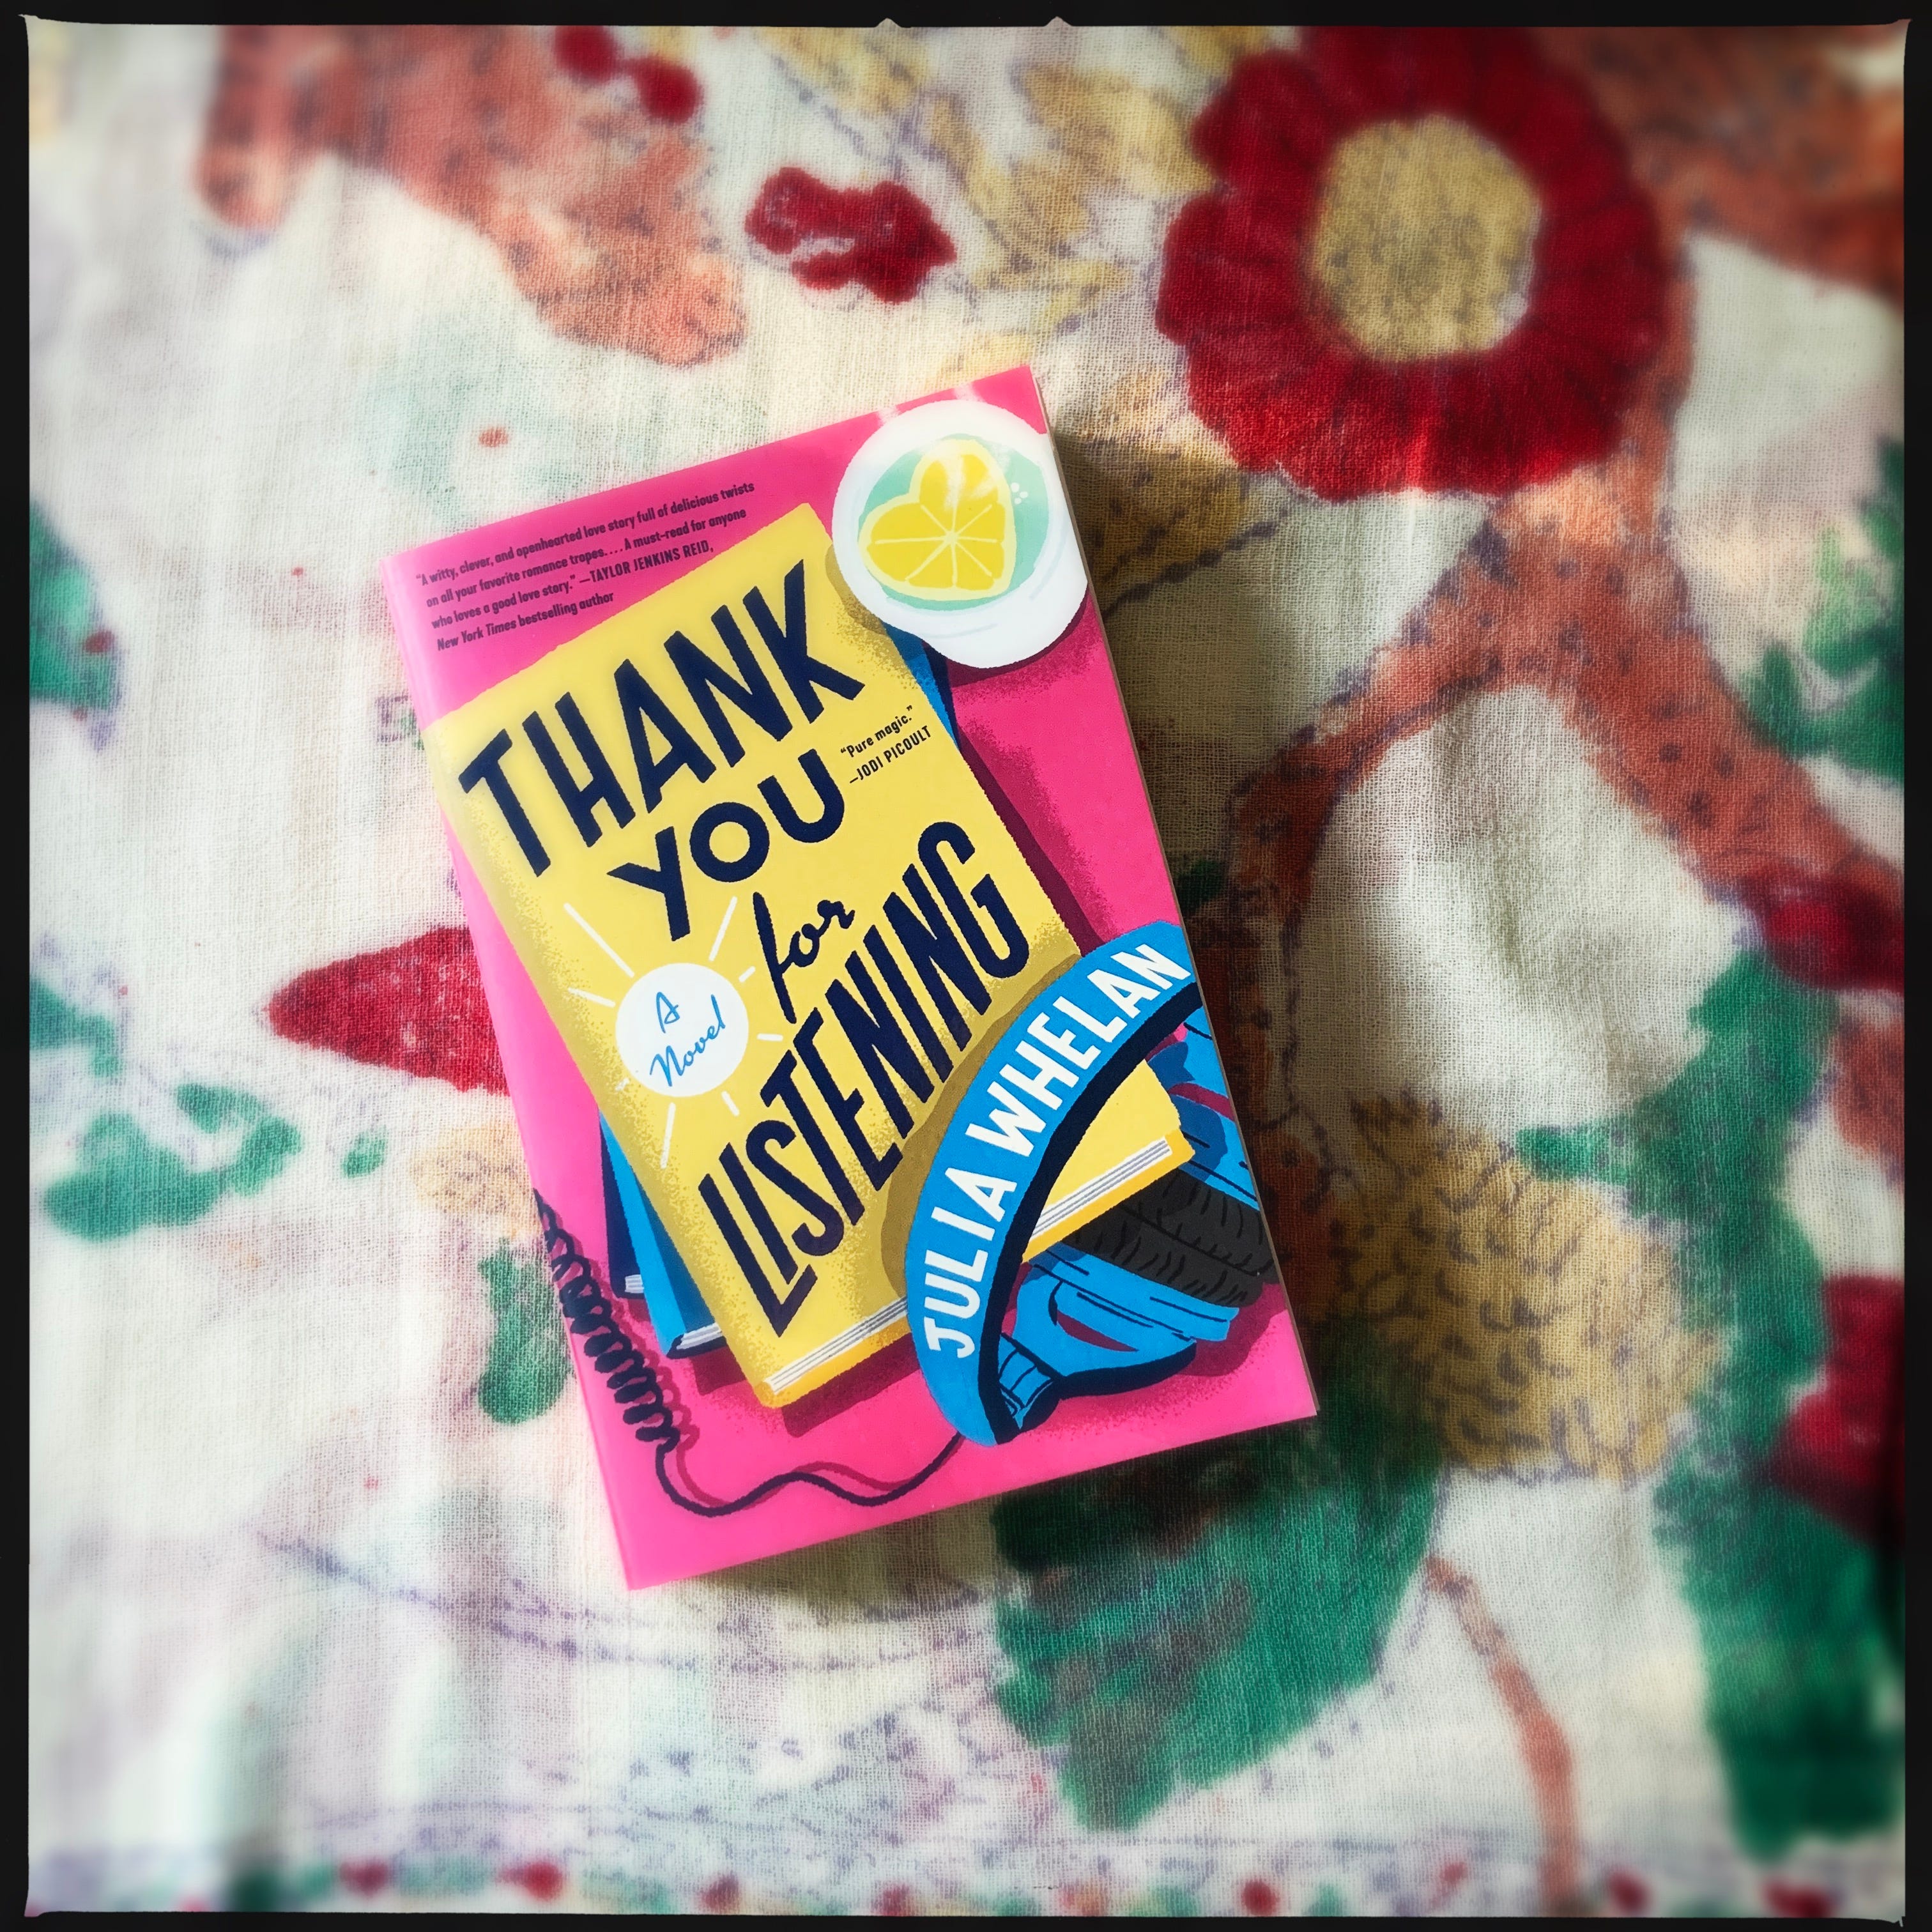 "A witty, clever, and openhearted love story full of delicious twists
on all your favorite romance tropes.... A must-read for anyone
who loves a good love story." —TAYLOR JENKINS REID,
New York Times bestselling author
THANK
YOU
"Pure magic."
—JODI PICOULT
for
LISTENING
A
Novel
JULIA WHELAN